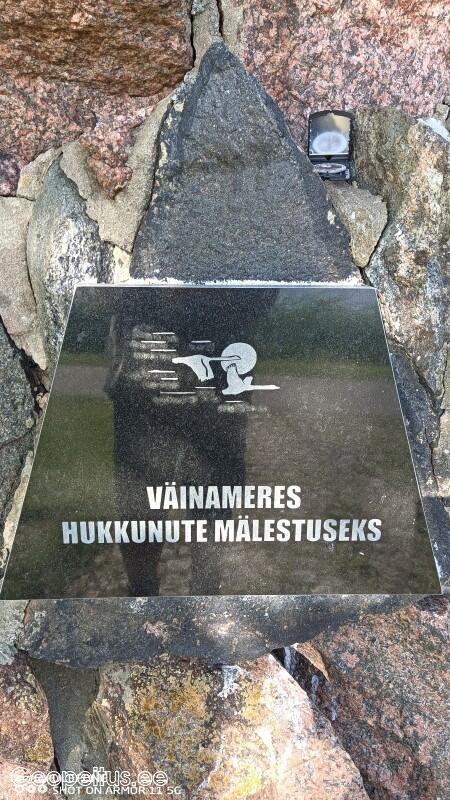 VÄINAMERES
HUKKUNUTE MÄLESTUSEKS
Geopeitus.ee
SHOT ON ARMOR 11 5G